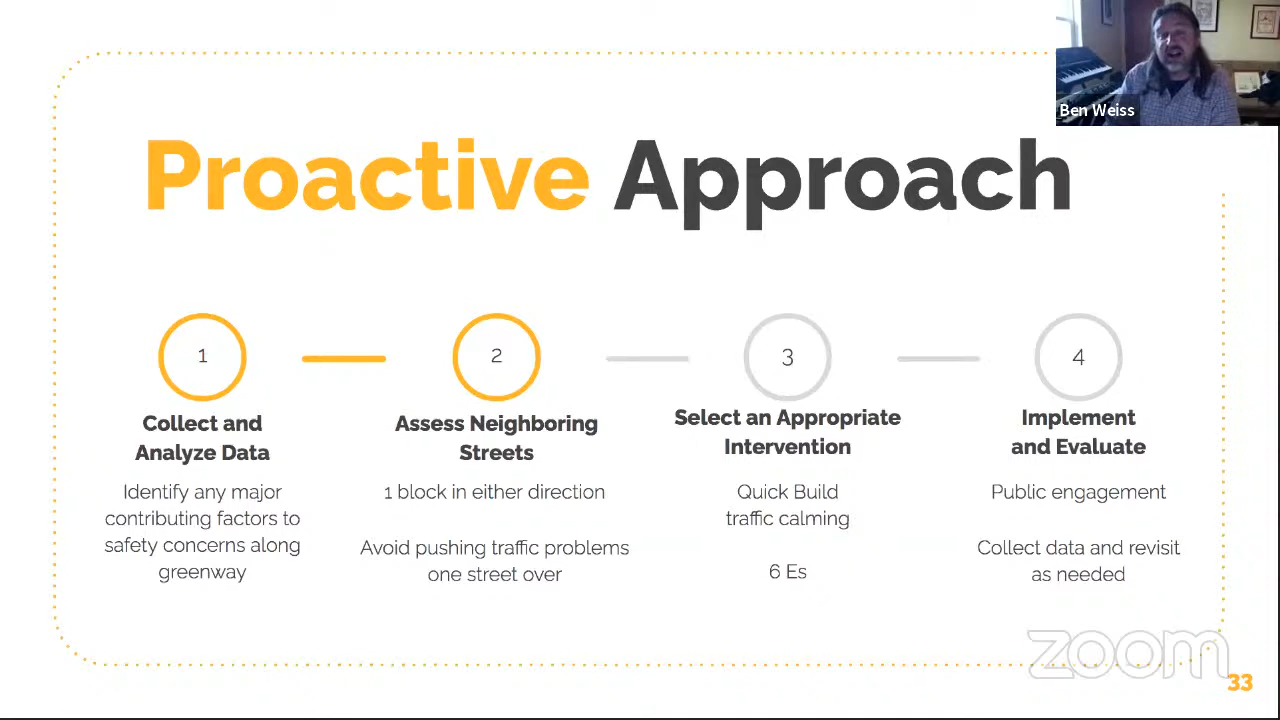 Ben Weiss
Proactive Approach
1
2
3
4
Collect and
Analyze Data
Identify any major
contributing factors to
safety concerns along
greenway
Assess Neighboring
Streets
1 block in either direction
Avoid pushing traffic problems
one street over
Select an Appropriate
Intervention
Quick Build
traffic calming
6 Es
Implement
and Evaluate
Public engagement
Collect data and revisit
as needed
zoom
33